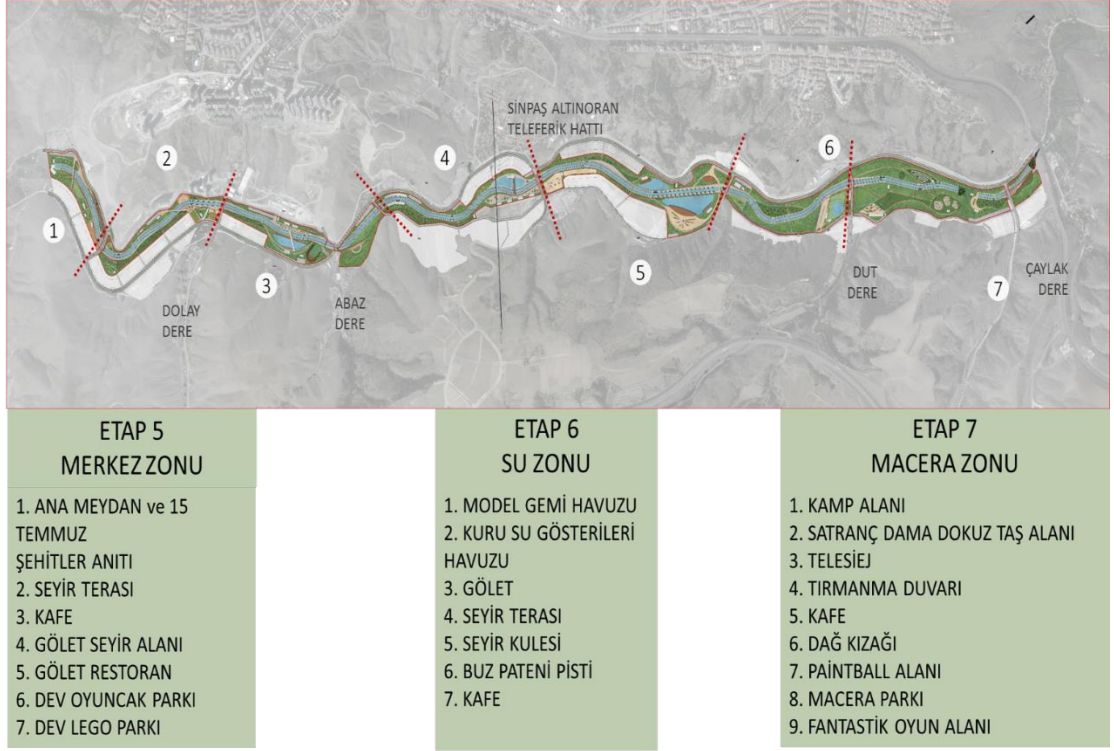 SİNPAŞ ALTINORAN
TELEFERİK HATTI
2
4
6
1
3
5
7
DOLAY
DERE
ABAZ
DERE
DUT
DERE
ÇAYLAK
DERE
ETAP 5
MERKEZ ZONU
1. ANA MEYDAN ve 15
TEMMUZ
ŞEHİTLER ANITI
2. SEYİR TERASI
3. KAFE
4. GÖLET SEYİR ALANI
5. GÖLET RESTORAN
6. DEV OYUNCAK PARKI
7. DEV LEGO PARKI
ETAP 6
SU ZONU
1. MODEL GEMİ HAVUZU
2. KURU SU GÖSTERİLERİ
HAVUZU
3. GÖLET
4. SEYİR TERASI
5. SEYİR KULESİ
6. BUZ PATENİ PİSTİ
7. KAFE
ETAP 7
MACERA ZONU
1. KAMP ALANI
2. SATRANÇ DAMA DOKUZ TAŞ ALANI
3. TELESİEJ
4. TIRMANMA DUVARI
5. KAFE
6. DAĞ KIZAĞI
7. PAINTBALL ALANI
8. MACERA PARKI
9. FANTASTİK OYUN ALANI